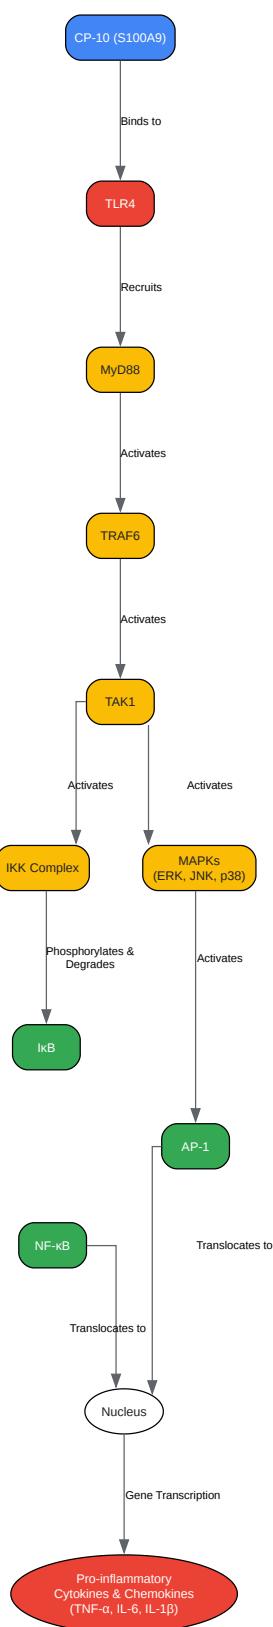 CP-10 (S100A9)
Binds to
TLR4
Recruits
MyD88
Activates
TRAF6
Activates
TAK1
Activates
Activates
IKK Complex
MAPKs
(ERK, JNK, p38)
Phosphorylates &
Degrades
Activates
IκB
AP-1
NF-κB
Translocates to
Translocates to
Nucleus
Gene Transcription
Pro-inflammatory
Cytokines & Chemokines
(TNF-α, IL-6, IL-1β)